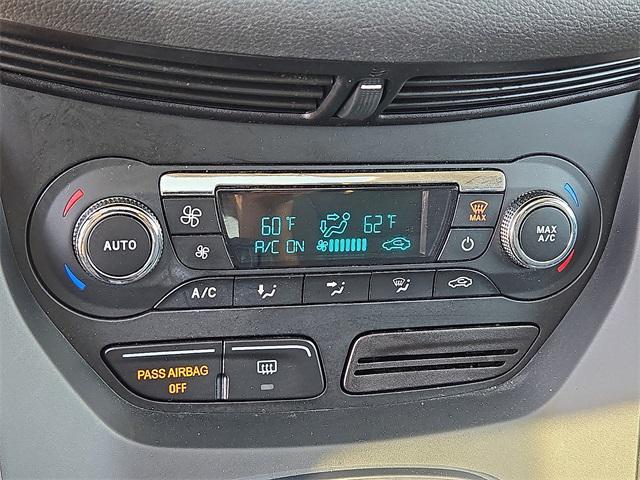 60°F 62°F
A/C ON
MAX
AUTO
MAX
A/C
A/C
PASS AIRBAG
OFF